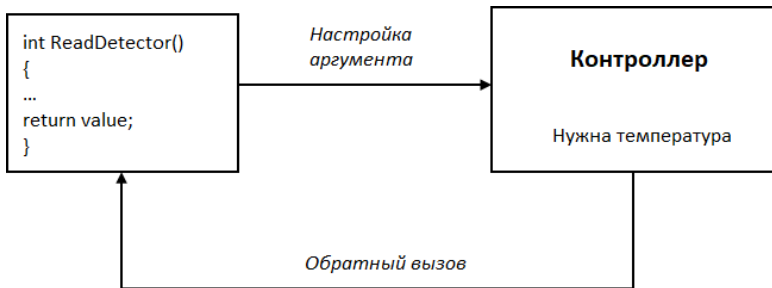 int ReadDetector()
{
...
return value;
}
Настройка
аргумента
Контроллер
Нужна температура
Обратный вызов